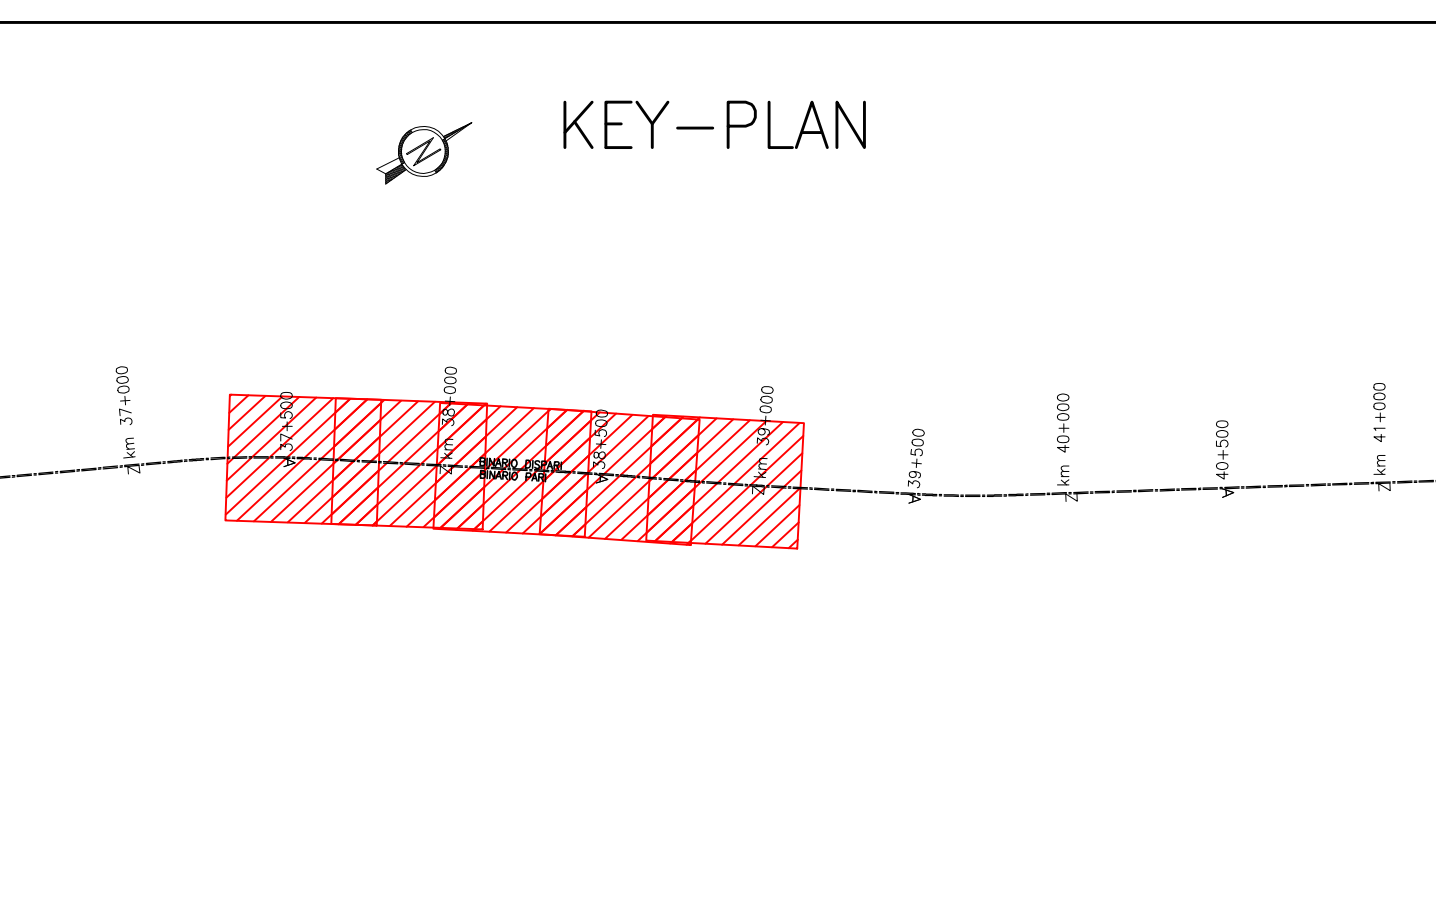 KEY-PLAN
N
Z km 37+000
A 37+500
Z km 38+000
BINARIO DISPARI
BINARIO PARI
A 38+500
Z km 39+000
A 39+500
Z km 40+000
A 40+500
Z km 41+000